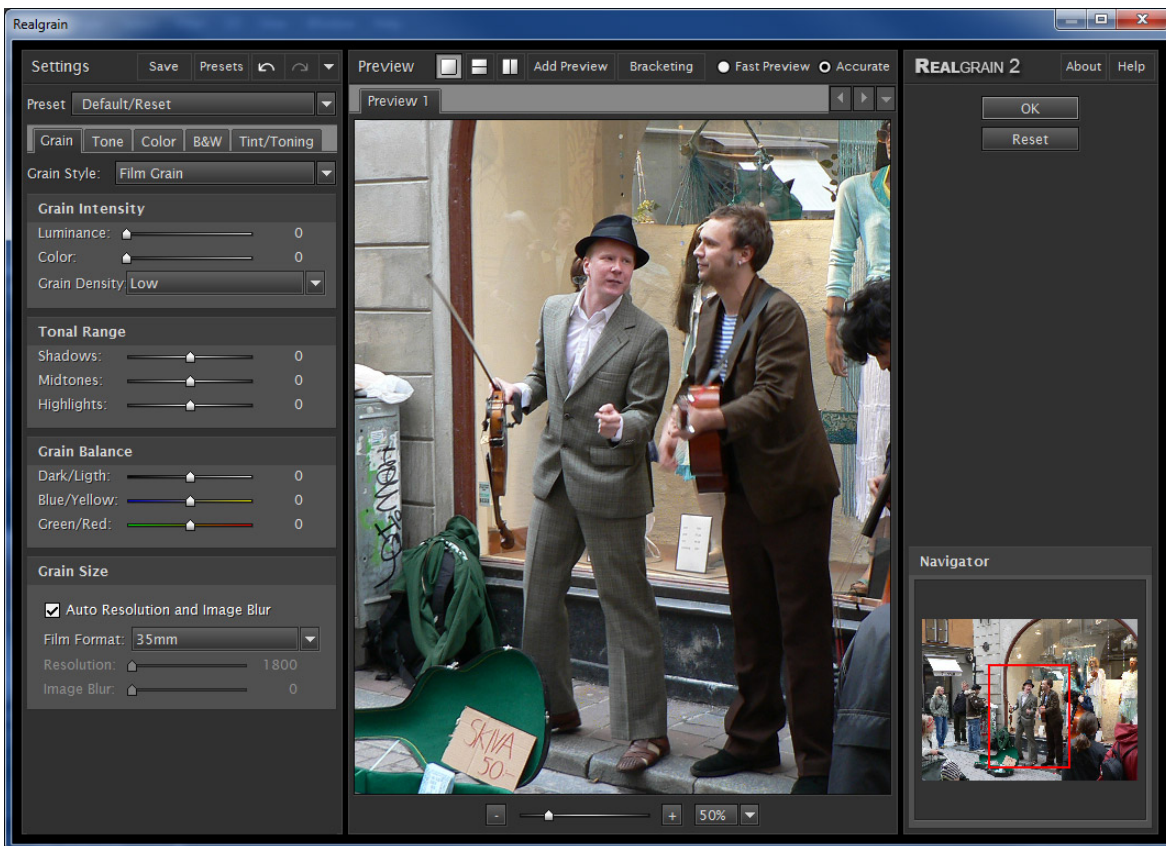 Realgrain
Settings
Save
Presets
Preview
Add Preview
Bracketing
Fast Preview
Accurate
REALGRAIN 2
About
Help
Preset
Default/Reset
Preview 1
OK
Reset
Grain
Tone
Color
B&W
Tint/Toning
Grain Style:
Film Grain
Grain Intensity
Luminance: 0
Color: 0
Grain Density: Low
Tonal Range
Shadows: 0
Midtones: 0
Highlights: 0
Grain Balance
Dark/Ligth: 0
Blue/Yellow: 0
Green/Red: 0
Grain Size
Auto Resolution and Image Blur
Film Format: 35mm
Resolution: 1800
Image Blur: 0
SKIVA
50:-
- + 50%
Navigator